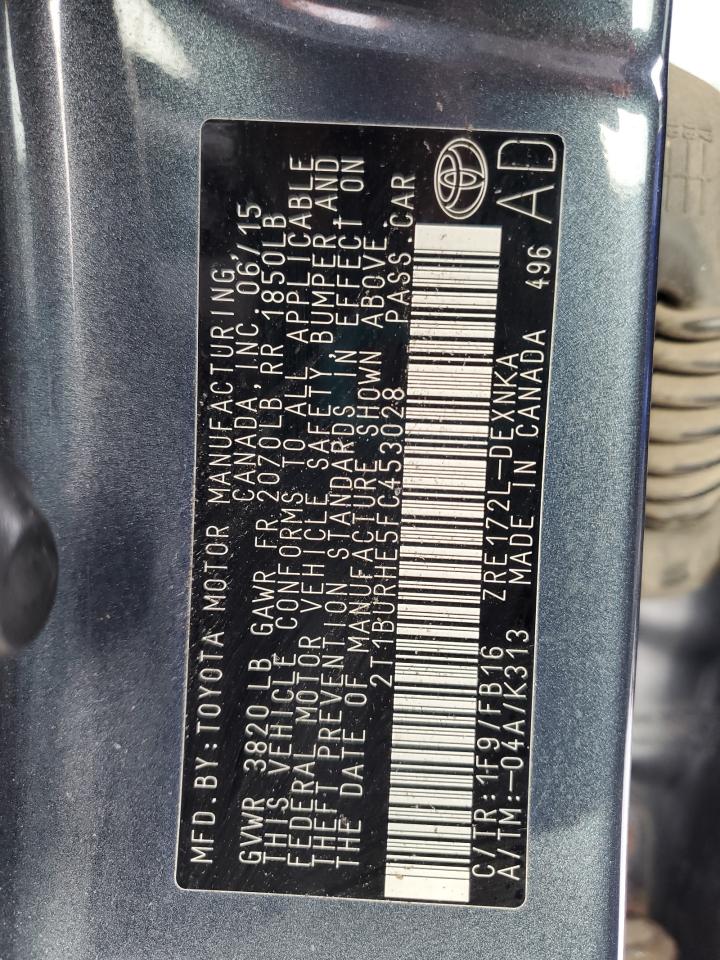 MFD.BY:TOYOTA MOTOR MANUFACTURING,
CANADA,INC.06/15
GVWR 3820LB GAWR FR 2070LB,RR 1850LB
THIS VEHICLE CONFORMS TO ALL APPLICABLE
FEDERAL MOTOR VEHICLE SAFETY,BUMPER AND
THEFT PREVENTION STANDARDS IN EFFECT ON
THE DATE OF MANUFACTURE SHOWN ABOVE.
2T1BURHE5FC453028 PASS.CAR
C/TR:1F9/FB16 ZRE172L-DEXNKA
A/TM:-04A/K313 MADE IN CANADA 496
AD